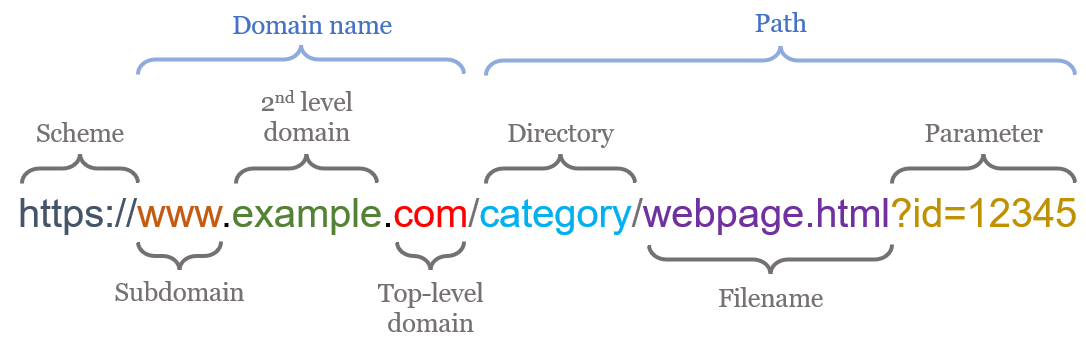 Domain name
Path
2nd level
domain
Scheme
Directory
Parameter
https://www.example.com/category/webpage.html?id=12345
Subdomain
Top-level
domain
Filename